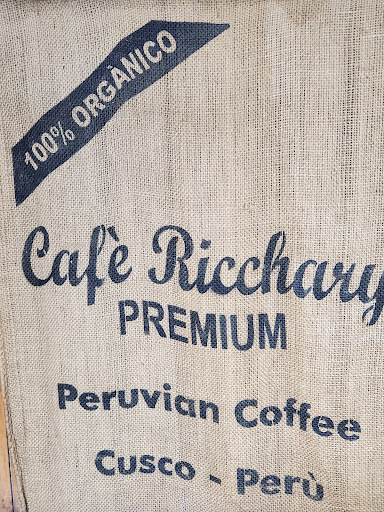 100% ORGÀNICO
Cafè Ricchary
PREMIUM
Peruvian Coffee
Cusco - Perù